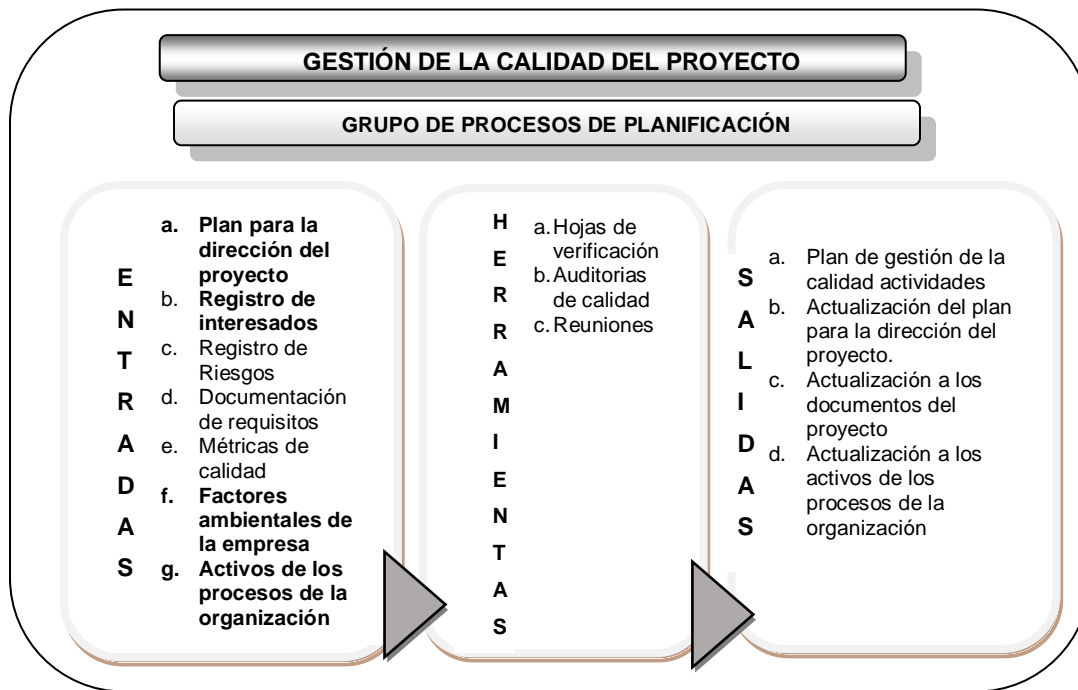 GESTIÓN DE LA CALIDAD DEL PROYECTO
GRUPO DE PROCESOS DE PLANIFICACIÓN
E
N
T
R
A
D
A
S
a. Plan para la
dirección del
proyecto
b. Registro de
interesados
c. Registro de
Riesgos
d. Documentación
de requisitos
e. Métricas de
calidad
f. Factores
ambientales de
la empresa
g. Activos de los
procesos de la
organización
H
E
R
R
A
M
I
E
N
T
A
S
a. Hojas de
verificación
b. Auditorias
de calidad
c. Reuniones
S
A
L
I
D
A
S
a. Plan de gestión de la
calidad actividades
b. Actualización del plan
para la dirección del
proyecto.
c. Actualización a los
documentos del
proyecto
d. Actualización a los
activos de los
procesos de la
organización